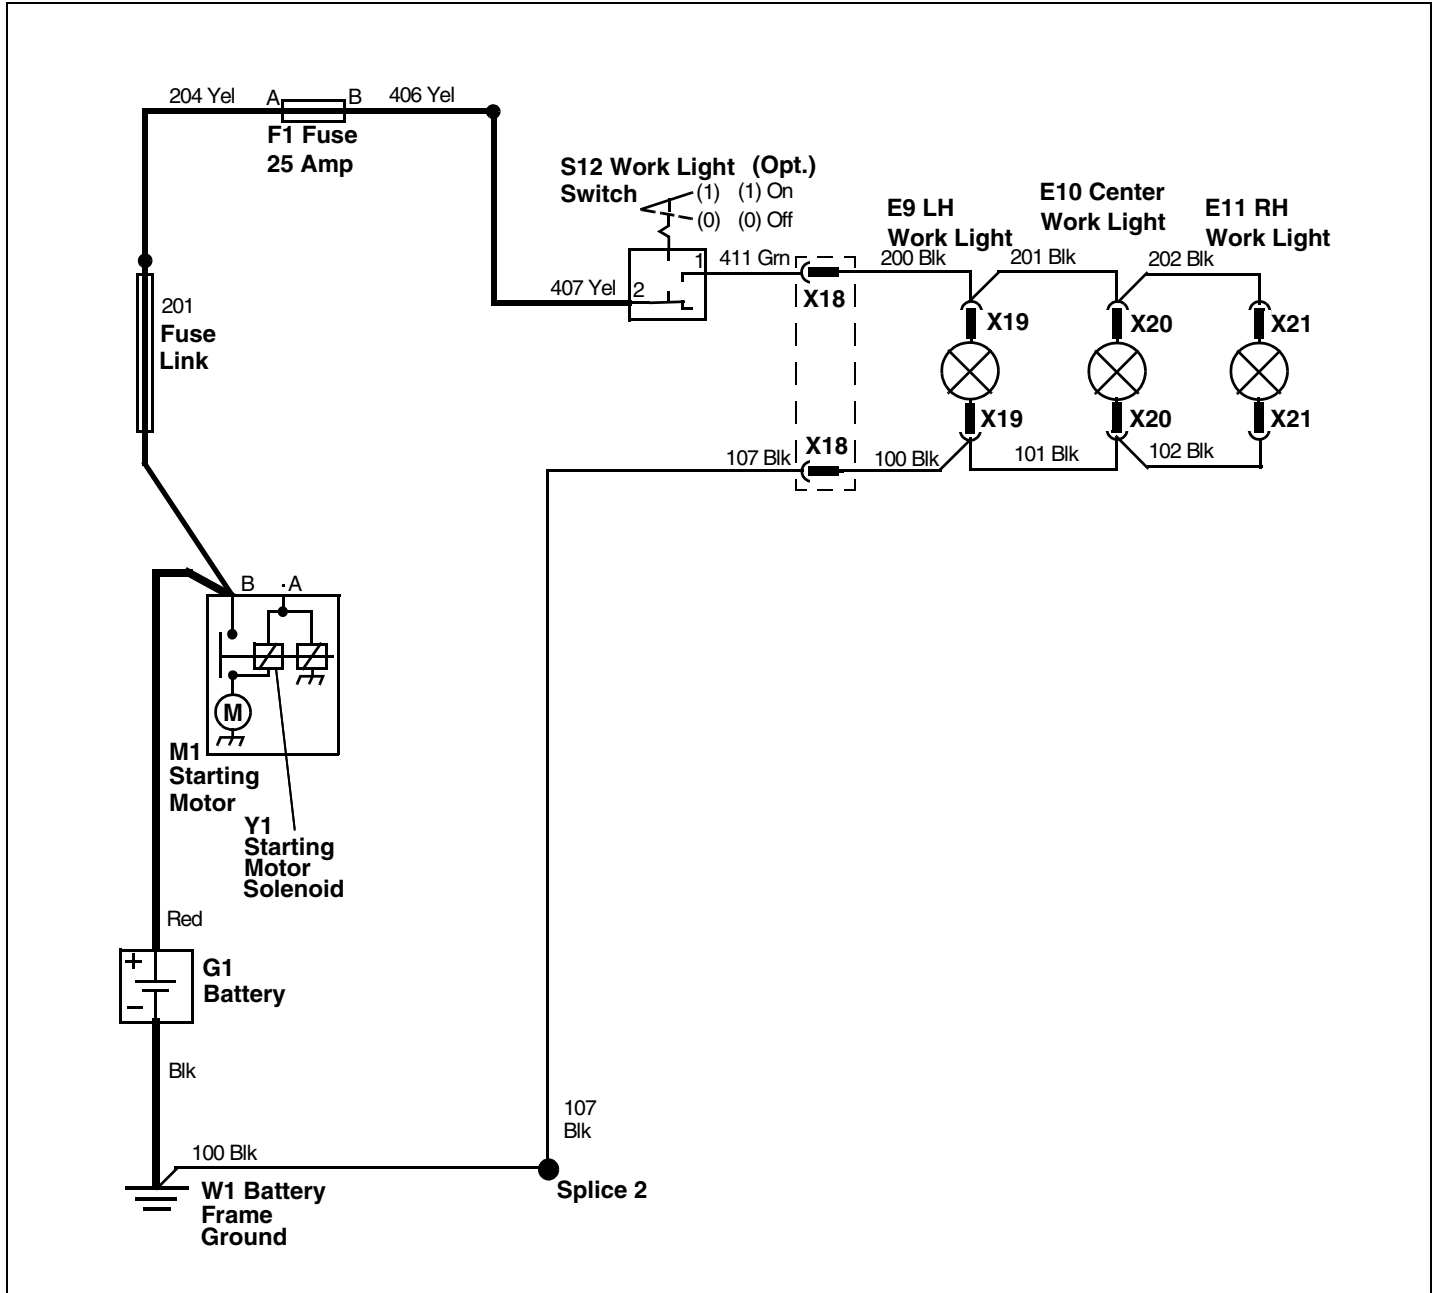 204 Yel
A
B
406 Yel
F1 Fuse
25 Amp
S12 Work Light (Opt.)
Switch
(1) (1) On
(0) (0) Off
E9 LH
Work Light
E10 Center
Work Light
E11 RH
Work Light
1
411 Grn
200 Blk
201 Blk
202 Blk
407 Yel
2
X18
X19
X20
X21
201
Fuse
Link
X19
X20
X21
X18
107 Blk
100 Blk
101 Blk
102 Blk
B
A
M
M1
Starting
Motor
Y1
Starting
Motor
Solenoid
Red
+
G1
Battery
–
Blk
107
Blk
100 Blk
Splice 2
W1 Battery
Frame
Ground